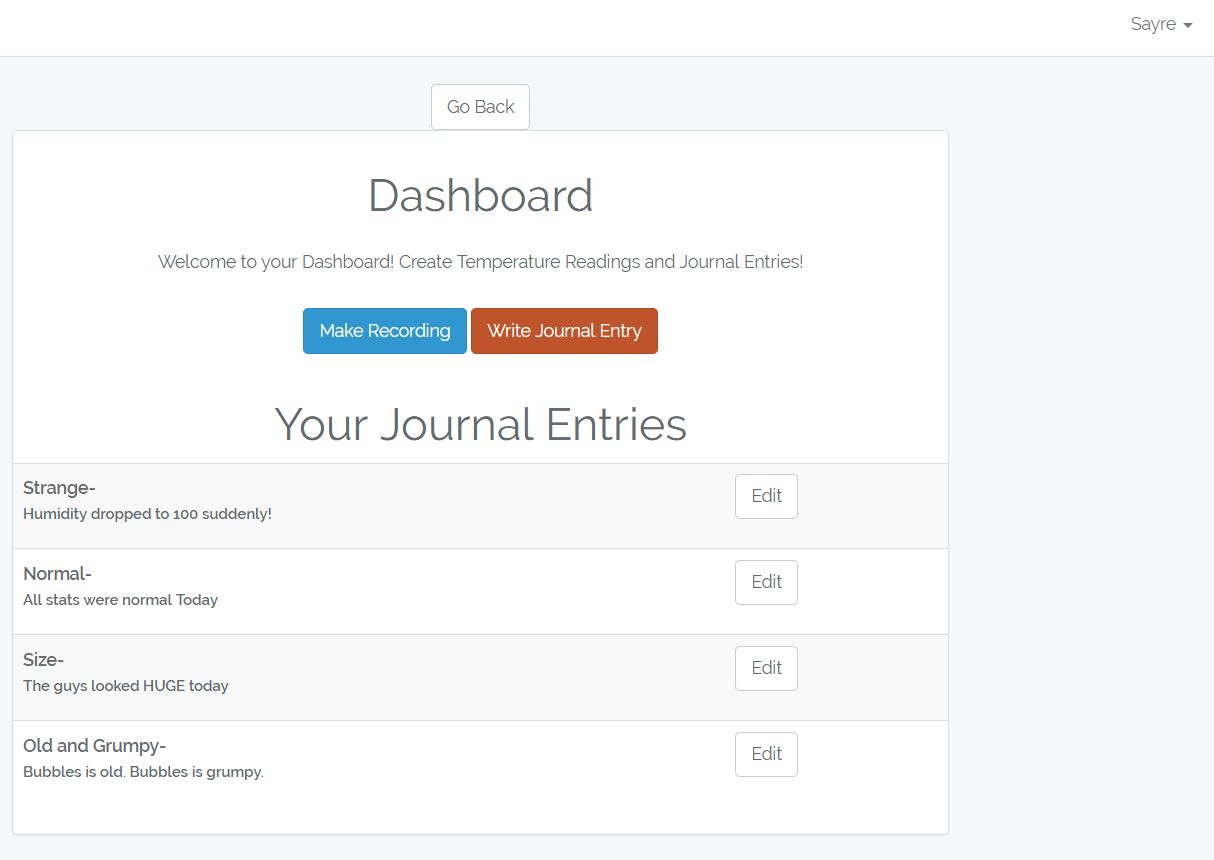 Sayre
Go Back
Dashboard
Welcome to your Dashboard! Create Temperature Readings and Journal Entries!
Make Recording Write Journal Entry
Your Journal Entries
Strange-
Edit
Humidity dropped to 100 suddenly!
Normal-
Edit
All stats were normal Today
Size-
Edit
The guys looked HUGE today
Old and Grumpy-
Edit
Bubbles is old. Bubbles is grumpy.